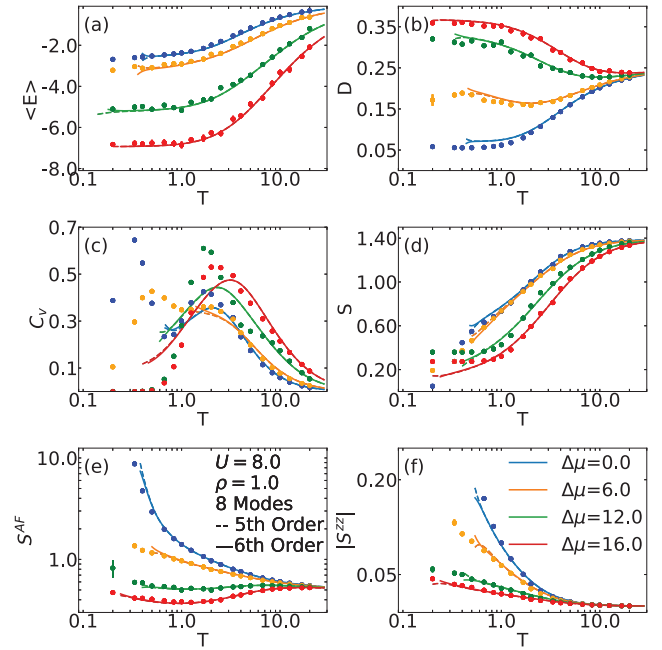 (a)
<E>
-2.0
-4.0
-6.0
-8.0
0.1
1.0
10.0
T
(b)
D
0.35
0.25
0.15
0.05
0.1
1.0
10.0
T
(c)
C_v
0.7
0.5
0.3
0.1
0.1
1.0
10.0
T
(d)
S
1.40
1.00
0.60
0.20
0.1
1.0
10.0
T
(e)
S^{AF}
10.0
1.0
0.1
1.0
10.0
T
U = 8.0
ρ = 1.0
8 Modes
-- 5th Order
— 6th Order
(f)
|S^{zz}|
0.20
0.05
0.1
1.0
10.0
T
Δμ=0.0
Δμ=6.0
Δμ=12.0
Δμ=16.0